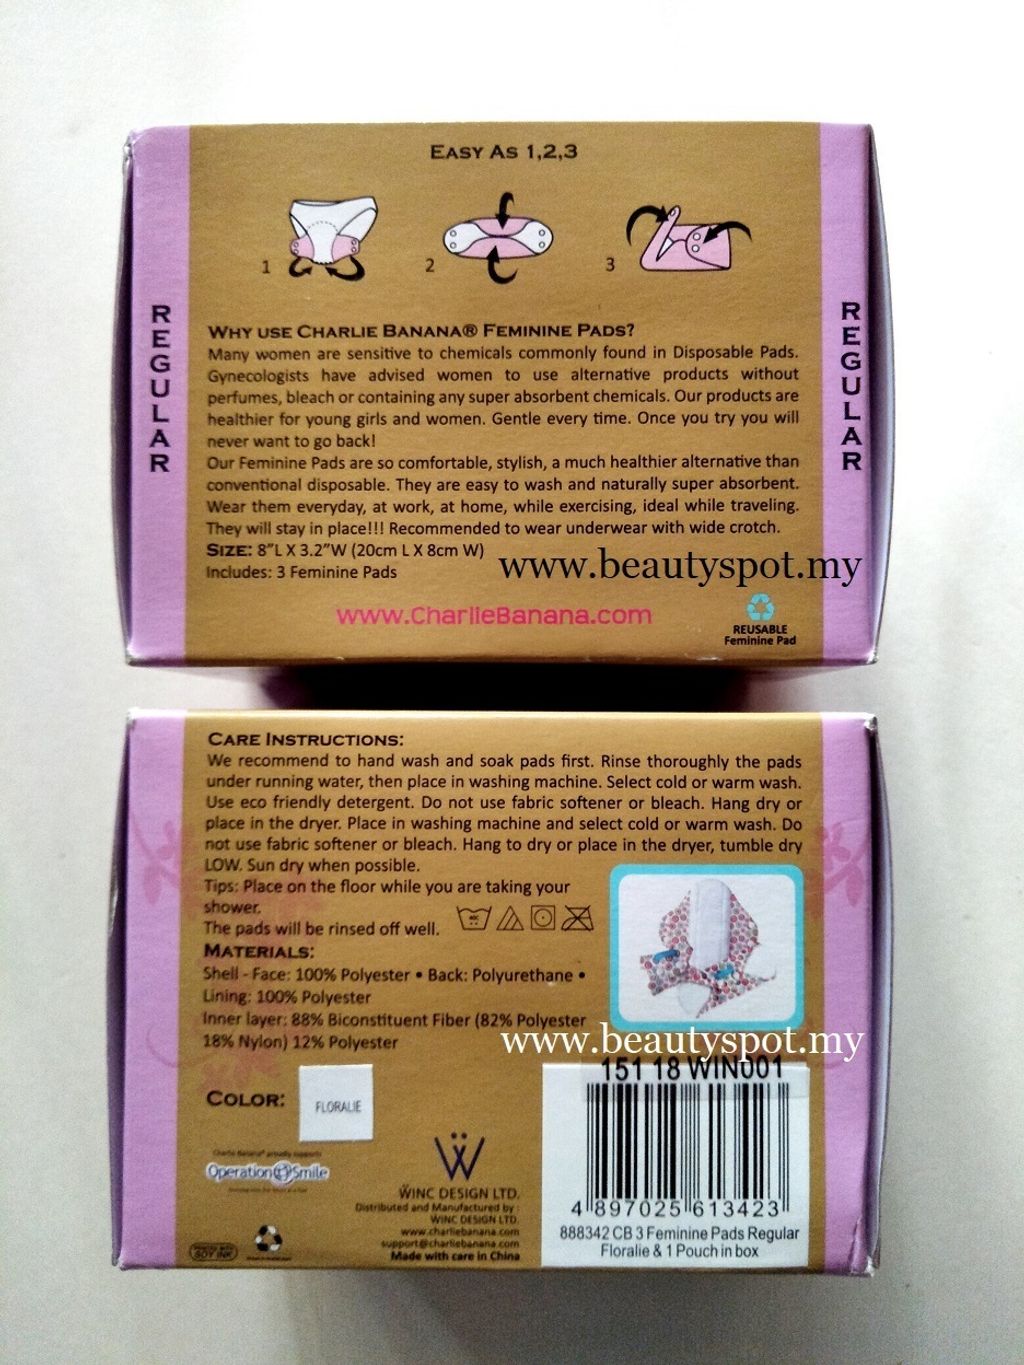 EASY AS 1,2,3
1
2
3
REGULAR
REGULAR
WHY USE CHARLIE BANANA® FEMININE PADS?
Many women are sensitive to chemicals commonly found in Disposable Pads.
Gynecologists have advised women to use alternative products without
perfumes, bleach or containing any super absorbent chemicals. Our products are
healthier for young girls and women. Gentle every time. Once you try you will
never want to go back!
Our Feminine Pads are so comfortable, stylish, a much healthier alternative than
conventional disposable. They are easy to wash and naturally super absorbent.
Wear them everyday, at work, at home, while exercising, ideal while traveling.
They will stay in place!!! Recommended to wear underwear with wide crotch.
SIZE: 8"L X 3.2"W (20cm L X 8cm W)
Includes: 3 Feminine Pads
www.beautyspot.my
www.CharlieBanana.com
REUSABLE
Feminine Pad
CARE INSTRUCTIONS:
We recommend to hand wash and soak pads first. Rinse thoroughly the pads
under running water, then place in washing machine. Select cold or warm wash.
Use eco friendly detergent. Do not use fabric softener or bleach. Hang dry or
place in the dryer. Place in washing machine and select cold or warm wash. Do
not use fabric softener or bleach. Hang to dry or place in the dryer, tumble dry
LOW. Sun dry when possible.
Tips: Place on the floor while you are taking your
shower.
The pads will be rinsed off well.
MATERIALS:
Shell - Face: 100% Polyester • Back: Polyurethane •
Lining: 100% Polyester
Inner layer: 88% Biconstituent Fiber (82% Polyester
18% Nylon) 12% Polyester
www.beautyspot.my
151 18 WIN001
COLOR:
FLORALIE
Charlie Banana® proudly supports
Operation Smile
WINC DESIGN LTD.
Distributed and Manufactured by :
WINC DESIGN LTD.
www.charliebanana.com
support@charliebanana.com
Made with care in China
PRINTED WITH
SOY INK
4 897025 613423
888342 CB 3 Feminine Pads Regular
Floralie & 1 Pouch in box